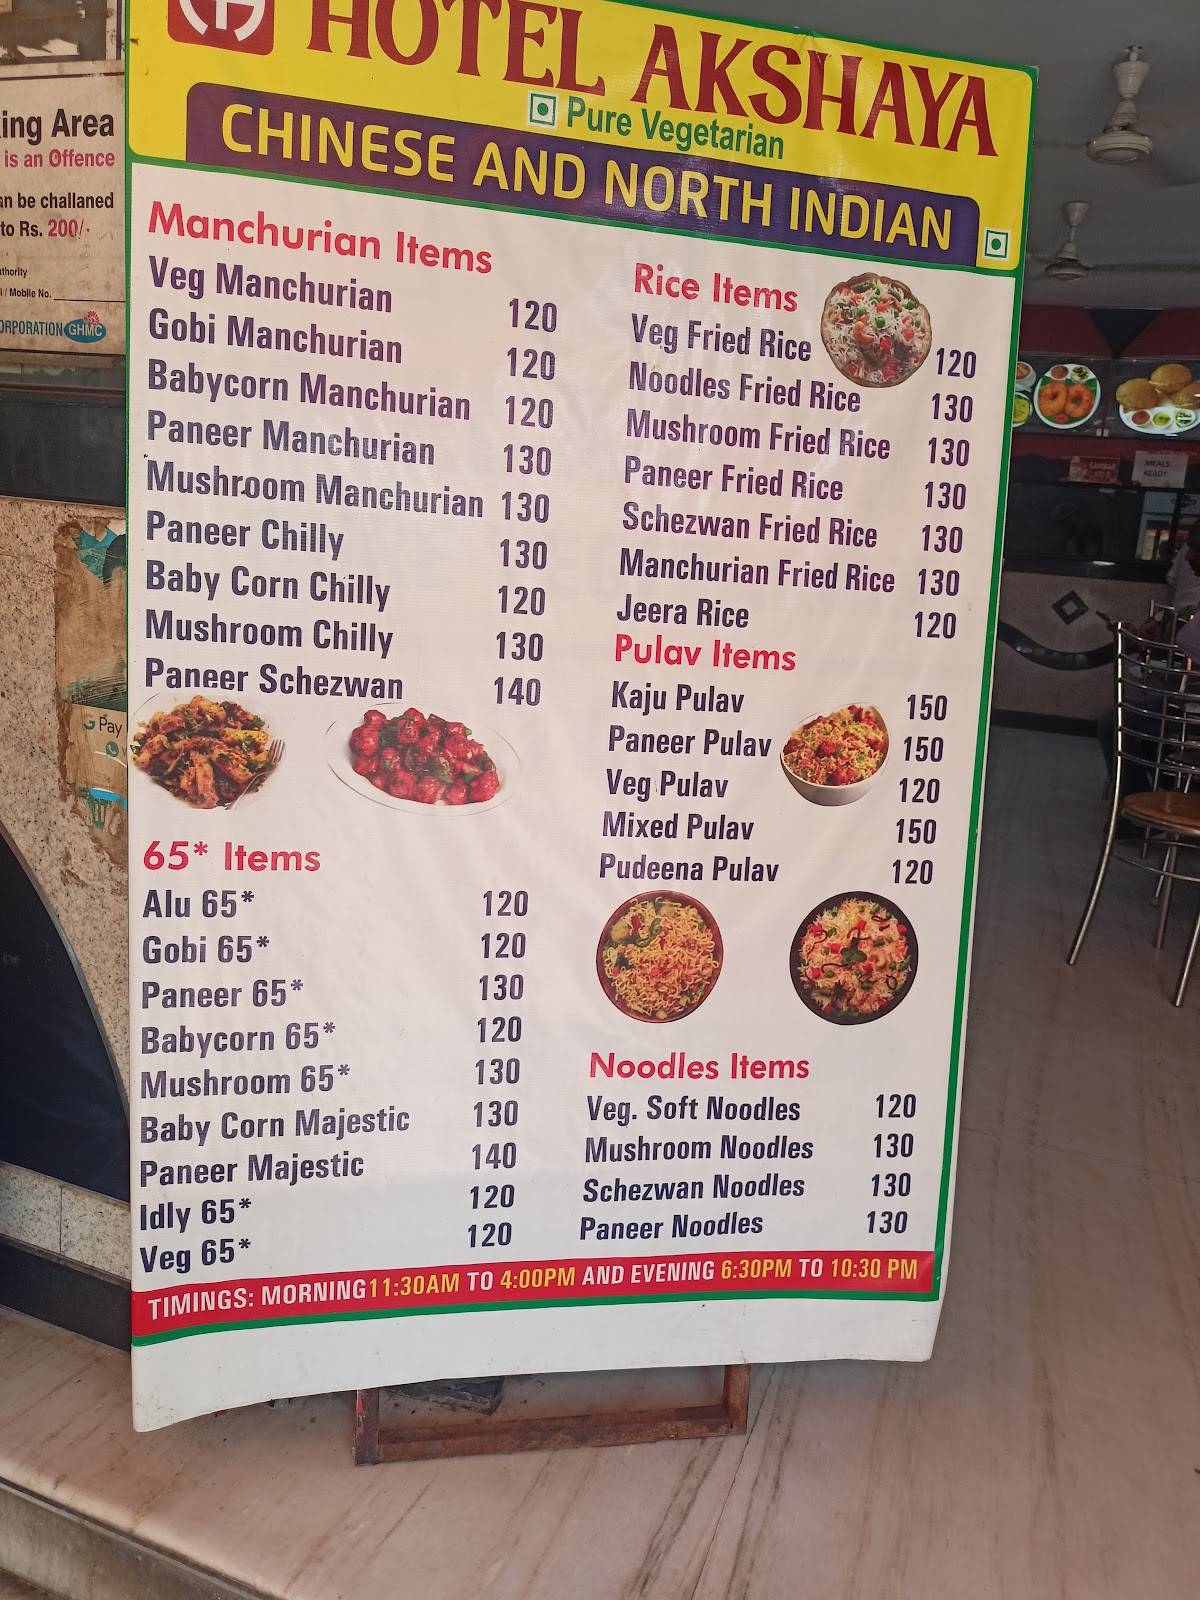 HOTEL AKSHAYA
Pure Vegetarian
CHINESE AND NORTH INDIAN
Manchurian Items
Veg Manchurian 120
Gobi Manchurian 120
Babycorn Manchurian 120
Paneer Manchurian 130
Mushroom Manchurian 130
Paneer Chilly 130
Baby Corn Chilly 120
Mushroom Chilly 130
Paneer Schezwan 140
65* Items
Alu 65* 120
Gobi 65* 120
Paneer 65* 130
Babycorn 65* 120
Mushroom 65* 130
Baby Corn Majestic 130
Paneer Majestic 140
Idly 65* 120
Veg 65* 120
Rice Items
Veg Fried Rice 120
Noodles Fried Rice 130
Mushroom Fried Rice 130
Paneer Fried Rice 130
Schezwan Fried Rice 130
Manchurian Fried Rice 130
Jeera Rice 120
Pulav Items
Kaju Pulav 150
Paneer Pulav 150
Veg Pulav 120
Mixed Pulav 150
Pudeena Pulav 120
Noodles Items
Veg. Soft Noodles 120
Mushroom Noodles 130
Schezwan Noodles 130
Paneer Noodles 130
TIMINGS: MORNING 11:30AM TO 4:00PM AND EVENING 6:30PM TO 10:30 PM
king Area
is an Offence
an be challaned
to Rs. 200/-
uthority
l / Mobile No.
ORPORATION GHMC
G Pay
MEALS
READY